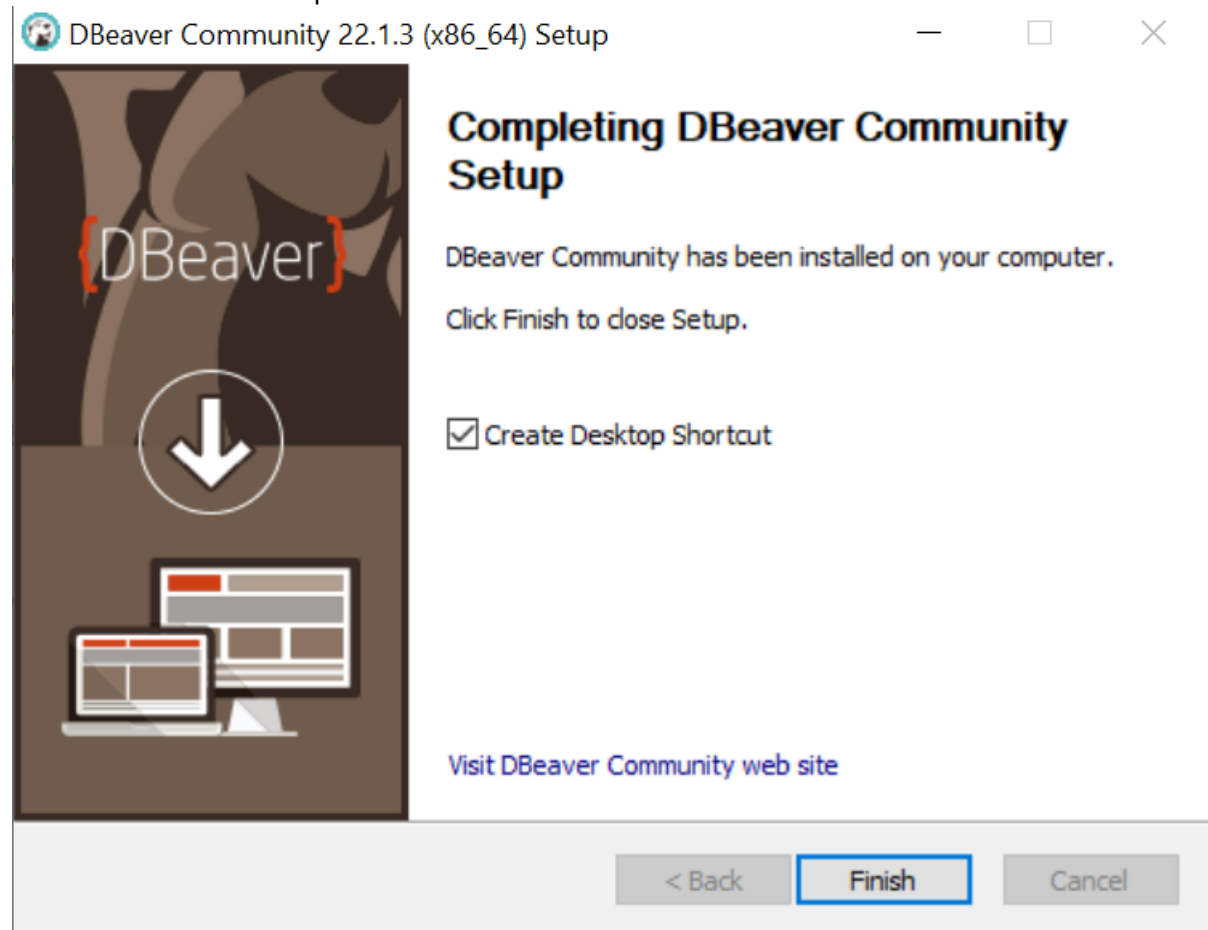 DBeaver Community 22.1.3 (x86_64) Setup
Completing DBeaver Community
Setup
{DBeaver}
DBeaver Community has been installed on your computer.
Click Finish to close Setup.
Create Desktop Shortcut
Visit DBeaver Community web site
< Back
Finish
Cancel